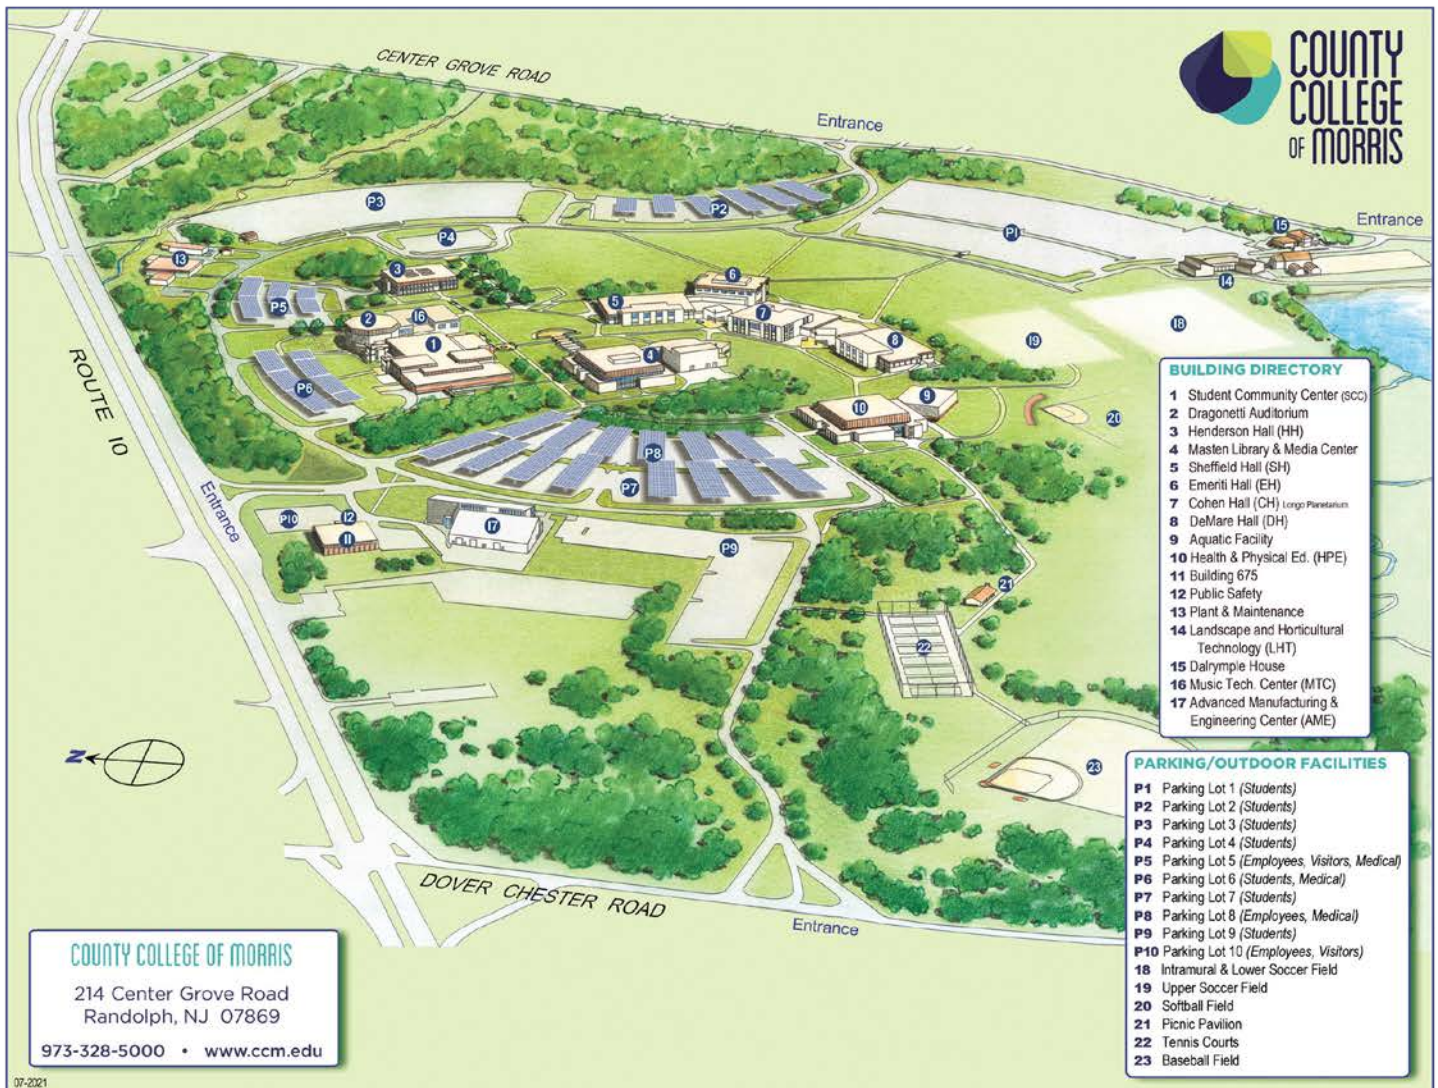 CENTER GROVE ROAD
COUNTY
COLLEGE
OF MORRIS
Entrance
Entrance
P3
P2
P1
15
P4
13
14
3
6
P5
5
18
2
16
7
19
1
4
8
ROUTE 10
P6
9
10
20
P8
P7
Entrance
P10
12
17
11
P9
21
22
23
N
DOVER CHESTER ROAD
Entrance
BUILDING DIRECTORY
1 Student Community Center (SCC)
2 Dragonetti Auditorium
3 Henderson Hall (HH)
4 Masten Library & Media Center
5 Sheffield Hall (SH)
6 Emeriti Hall (EH)
7 Cohen Hall (CH) Longo Planetarium
8 DeMare Hall (DH)
9 Aquatic Facility
10 Health & Physical Ed. (HPE)
11 Building 675
12 Public Safety
13 Plant & Maintenance
14 Landscape and Horticultural
Technology (LHT)
15 Dalrymple House
16 Music Tech. Center (MTC)
17 Advanced Manufacturing &
Engineering Center (AME)
PARKING/OUTDOOR FACILITIES
P1 Parking Lot 1 (Students)
P2 Parking Lot 2 (Students)
P3 Parking Lot 3 (Students)
P4 Parking Lot 4 (Students)
P5 Parking Lot 5 (Employees, Visitors, Medical)
P6 Parking Lot 6 (Students, Medical)
P7 Parking Lot 7 (Students)
P8 Parking Lot 8 (Employees, Medical)
P9 Parking Lot 9 (Students)
P10 Parking Lot 10 (Employees, Visitors)
18 Intramural & Lower Soccer Field
19 Upper Soccer Field
20 Softball Field
21 Picnic Pavilion
22 Tennis Courts
23 Baseball Field
COUNTY COLLEGE OF MORRIS
214 Center Grove Road
Randolph, NJ 07869
973-328-5000 • www.ccm.edu
07-2021